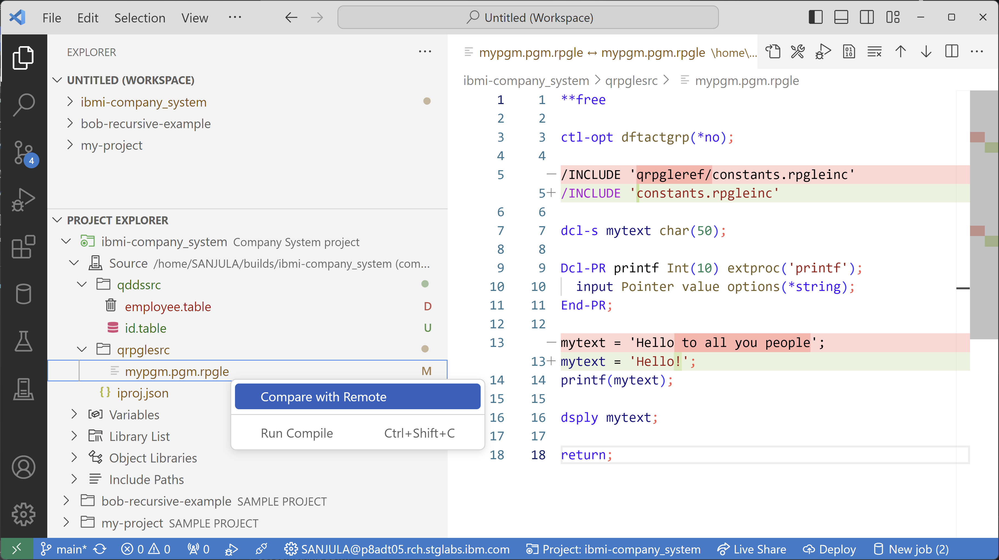 File Edit Selection View ··· Untitled (Workspace)
EXPLORER ···
UNTITLED (WORKSPACE)
ibmi-company_system
bob-recursive-example
my-project
4
PROJECT EXPLORER
ibmi-company_system Company System project
Source /home/SANJULA/builds/ibmi-company_system (com...
qddssrc
employee.table D
id.table U
qrpglesrc
mypgm.pgm.rpgle M
iproj.json
Variables
Library List
Object Libraries
Include Paths
bob-recursive-example SAMPLE PROJECT
my-project SAMPLE PROJECT
Compare with Remote
Run Compile Ctrl+Shift+C
mypgm.pgm.rpgle ↔ mypgm.pgm.rpgle \home\...
ibmi-company_system > qrpglesrc > mypgm.pgm.rpgle
1 1 **free
2 2
3 3 ctl-opt dftactgrp(*no);
4 4
5 — /INCLUDE 'qrpgleref/constants.rpgleinc'
5+ /INCLUDE 'constants.rpgleinc'
6 6
7 7 dcl-s mytext char(50);
8 8
9 9 Dcl-PR printf Int(10) extproc('printf');
10 10 input Pointer value options(*string);
11 11 End-PR;
12 12
13 — mytext = 'Hello to all you people';
13+ mytext = 'Hello!';
14 14 printf(mytext);
15 15
16 16 dsply mytext;
17 17
18 18 return;
main* 0 0 0 SANJULA@p8adt05.rch.stglabs.ibm.com Project: ibmi-company_system Live Share Deploy New job (2)